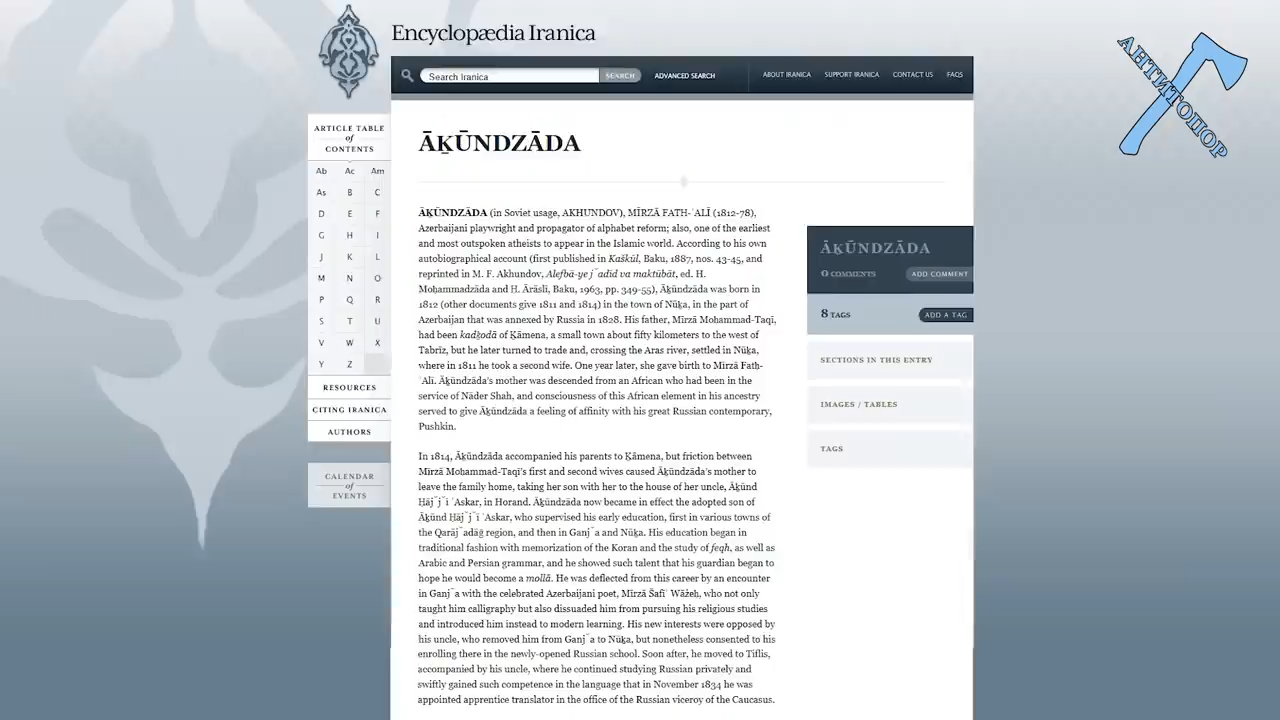 Encyclopædia Iranica
Search Iranica
SEARCH
ADVANCED SEARCH
ABOUT IRANICA
SUPPORT IRANICA
CONTACT US
FAQS
АНТИТОПОР
ARTICLE TABLE
of
CONTENTS
Ab Ac Am
As B C
D E F
G H I
J K L
M N O
P Q R
S T U
V W X
Y Z
RESOURCES
CITING IRANICA
AUTHORS
CALENDAR
of
EVENTS
ĀḴŪNDZĀDA
ĀḴŪNDZĀDA (in Soviet usage, AKHUNDOV), MĪRZĀ FATḤ-ʿALĪ (1812-78),
Azerbaijani playwright and propagator of alphabet reform; also, one of the earliest
and most outspoken atheists to appear in the Islamic world. According to his own
autobiographical account (first published in Kaškūl, Baku, 1887, nos. 43-45, and
reprinted in M. F. Akhundov, Alefbā-ye ǰadīd va maktūbāt, ed. H.
Moḥammadzāda and Ḥ. Ārāslī, Baku, 1963, pp. 349-55), Āḵūndzāda was born in
1812 (other documents give 1811 and 1814) in the town of Nūḵa, in the part of
Azerbaijan that was annexed by Russia in 1828. His father, Mīrzā Moḥammad-Taqī,
had been kadḵodā of Ḵāmena, a small town about fifty kilometers to the west of
Tabrīz, but he later turned to trade and, crossing the Aras river, settled in Nūḵa,
where in 1811 he took a second wife. One year later, she gave birth to Mīrzā Fatḥ-
ʿAlī. Āḵūndzāda's mother was descended from an African who had been in the
service of Nāder Shah, and consciousness of this African element in his ancestry
served to give Āḵūndzāda a feeling of affinity with his great Russian contemporary,
Pushkin.
In 1814, Āḵūndzāda accompanied his parents to Ḵāmena, but friction between
Mīrzā Moḥammad-Taqī's first and second wives caused Āḵūndzāda's mother to
leave the family home, taking her son with her to the house of her uncle, Āḵūnd
Ḥāǰǰī ʿAskar, in Horand. Āḵūndzāda now became in effect the adopted son of
Āḵūnd Ḥāǰǰī ʿAskar, who supervised his early education, first in various towns of
the Qarāǰadāḡ region, and then in Ganǰa and Nūḵa. His education began in
traditional fashion with memorization of the Koran and the study of feqh, as well as
Arabic and Persian grammar, and he showed such talent that his guardian began to
hope he would become a mollā. He was deflected from this career by an encounter
in Ganǰa with the celebrated Azerbaijani poet, Mīrzā Šafīʿ Wāżeḥ, who not only
taught him calligraphy but also dissuaded him from pursuing his religious studies
and introduced him instead to modern learning. His new interests were opposed by
his uncle, who removed him from Ganǰa to Nūḵa, but nonetheless consented to his
enrolling there in the newly-opened Russian school. Soon after, he moved to Tiflis,
accompanied by his uncle, where he continued studying Russian privately and
swiftly gained such competence in the language that in November 1834 he was
appointed apprentice translator in the office of the Russian viceroy of the Caucasus.
ĀḴŪNDZĀDA
0 COMMENTS
ADD COMMENT
8 TAGS
ADD A TAG
SECTIONS IN THIS ENTRY
IMAGES / TABLES
TAGS